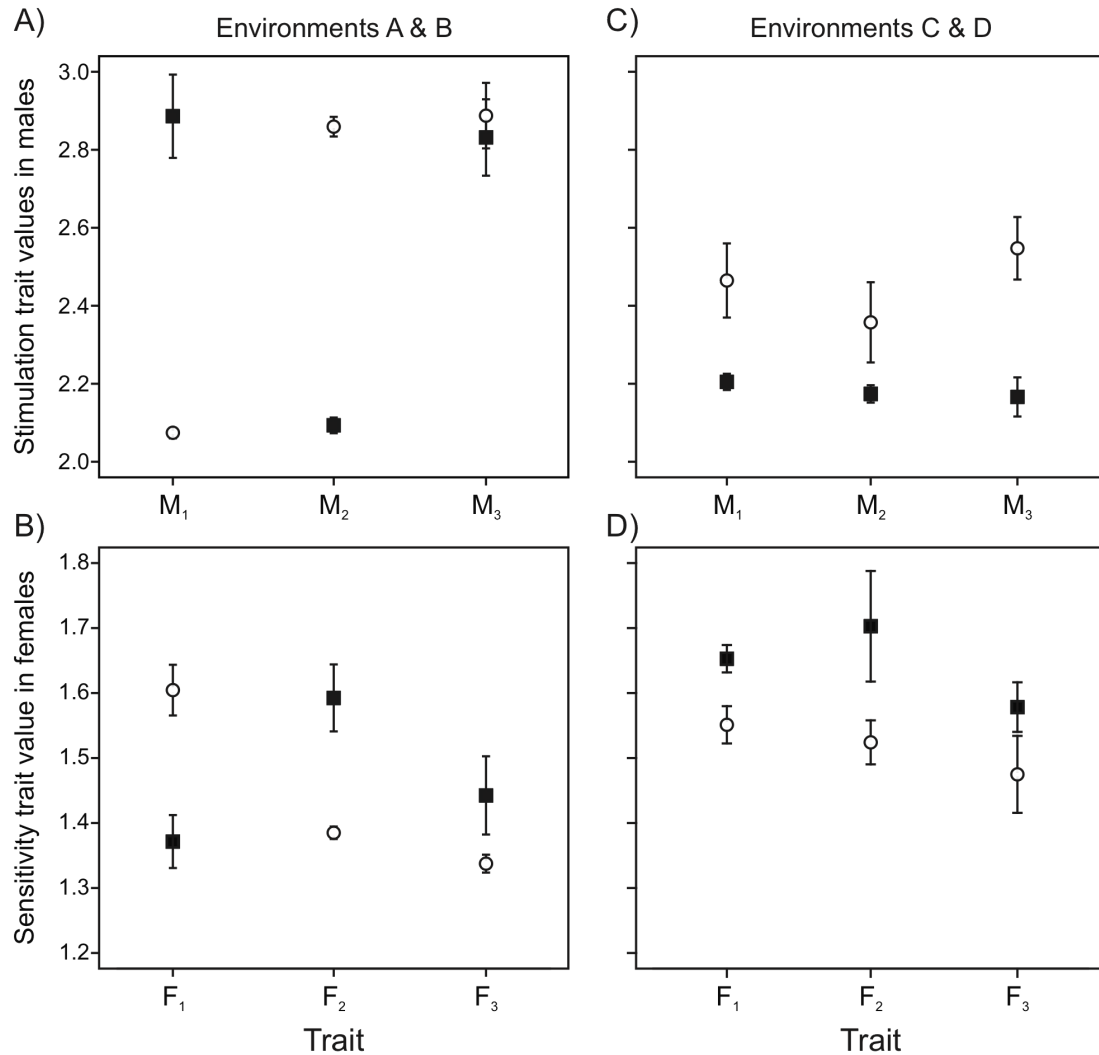 A)
Environments A & B
Stimulation trait values in males
3.0
2.8
2.6
2.4
2.2
2.0
M₁ M₂ M₃
C)
Environments C & D
M₁ M₂ M₃
B)
Sensitivity trait value in females
1.8
1.7
1.6
1.5
1.4
1.3
1.2
F₁ F₂ F₃
Trait
D)
F₁ F₂ F₃
Trait